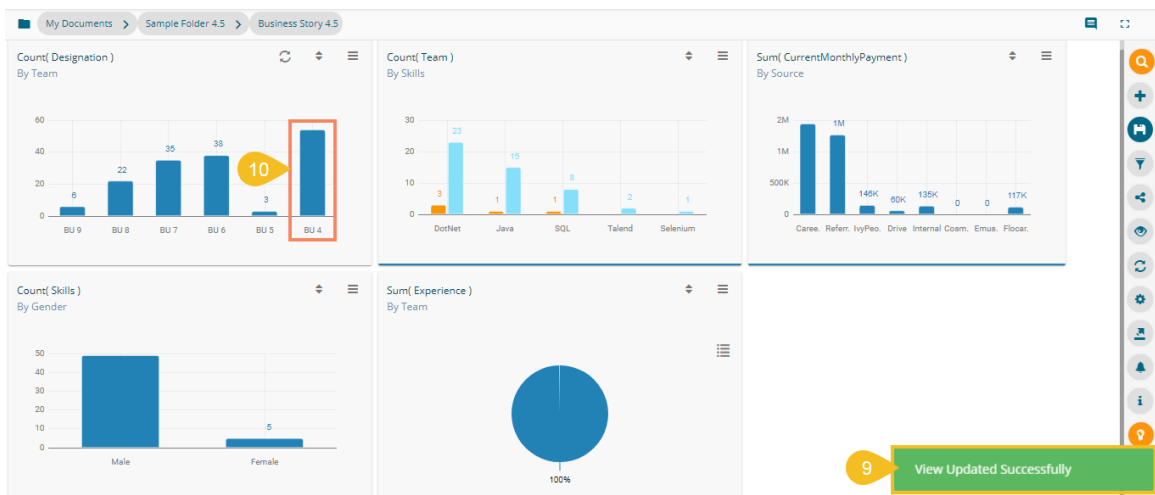 My Documents > Sample Folder 4.5 > Business Story 4.5
Count( Designation )
By Team
60
40
20
0
6
22
35
38
3
10
BU 9 BU 8 BU 7 BU 6 BU 5 BU 4
Count( Team )
By Skills
30
20
10
0
3
23
1
15
1
8
2
1
DotNet Java SQL Talend Selenium
Sum( CurrentMonthlyPayment )
By Source
2M
1M
500K
0
1M
146K
60K
135K
0
0
117K
Caree. Referr. IvyPeo. Drive Internal Coam. Emus. Flocar.
Count( Skills )
By Gender
50
40
30
20
10
0
5
Male Female
Sum( Experience )
By Team
100%
9
View Updated Successfully